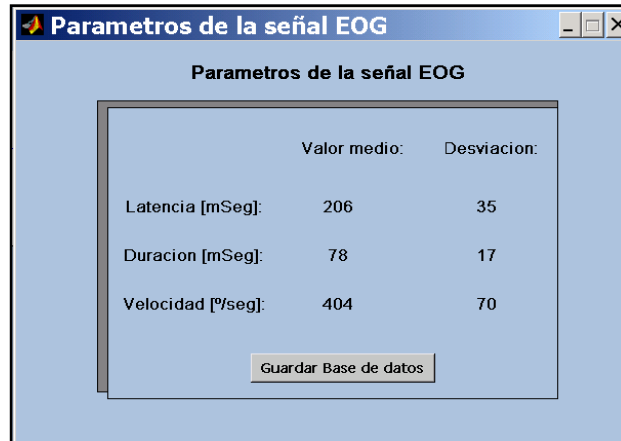 Parametros de la señal EOG
Parametros de la señal EOG
Valor medio: Desviacion:
Latencia [mSeg]: 206 35
Duracion [mSeg]: 78 17
Velocidad [º/seg]: 404 70
Guardar Base de datos